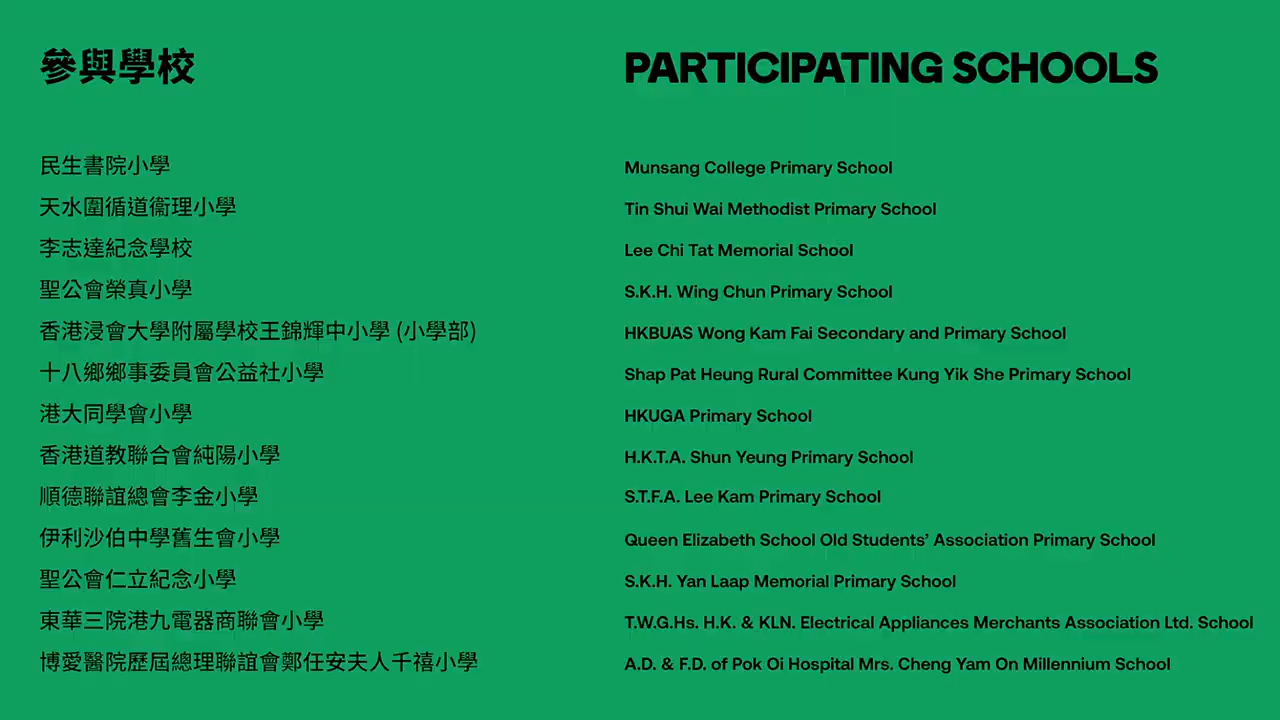 參與學校
PARTICIPATING SCHOOLS
民生書院小學
Munsang College Primary School
天水圍循道衞理小學
Tin Shui Wai Methodist Primary School
李志達紀念學校
Lee Chi Tat Memorial School
聖公會榮真小學
S.K.H. Wing Chun Primary School
香港浸會大學附屬學校王錦輝中小學 (小學部)
HKBUAS Wong Kam Fai Secondary and Primary School
十八鄉鄉事委員會公益社小學
Shap Pat Heung Rural Committee Kung Yik She Primary School
港大同學會小學
HKUGA Primary School
香港道教聯合會純陽小學
H.K.T.A. Shun Yeung Primary School
順德聯誼總會李金小學
S.T.F.A. Lee Kam Primary School
伊利沙伯中學舊生會小學
Queen Elizabeth School Old Students’ Association Primary School
聖公會仁立紀念小學
S.K.H. Yan Laap Memorial Primary School
東華三院港九電器商聯會小學
T.W.G.Hs. H.K. & KLN. Electrical Appliances Merchants Association Ltd. School
博愛醫院歷屆總理聯誼會鄭任安夫人千禧小學
A.D. & F.D. of Pok Oi Hospital Mrs. Cheng Yam On Millennium School